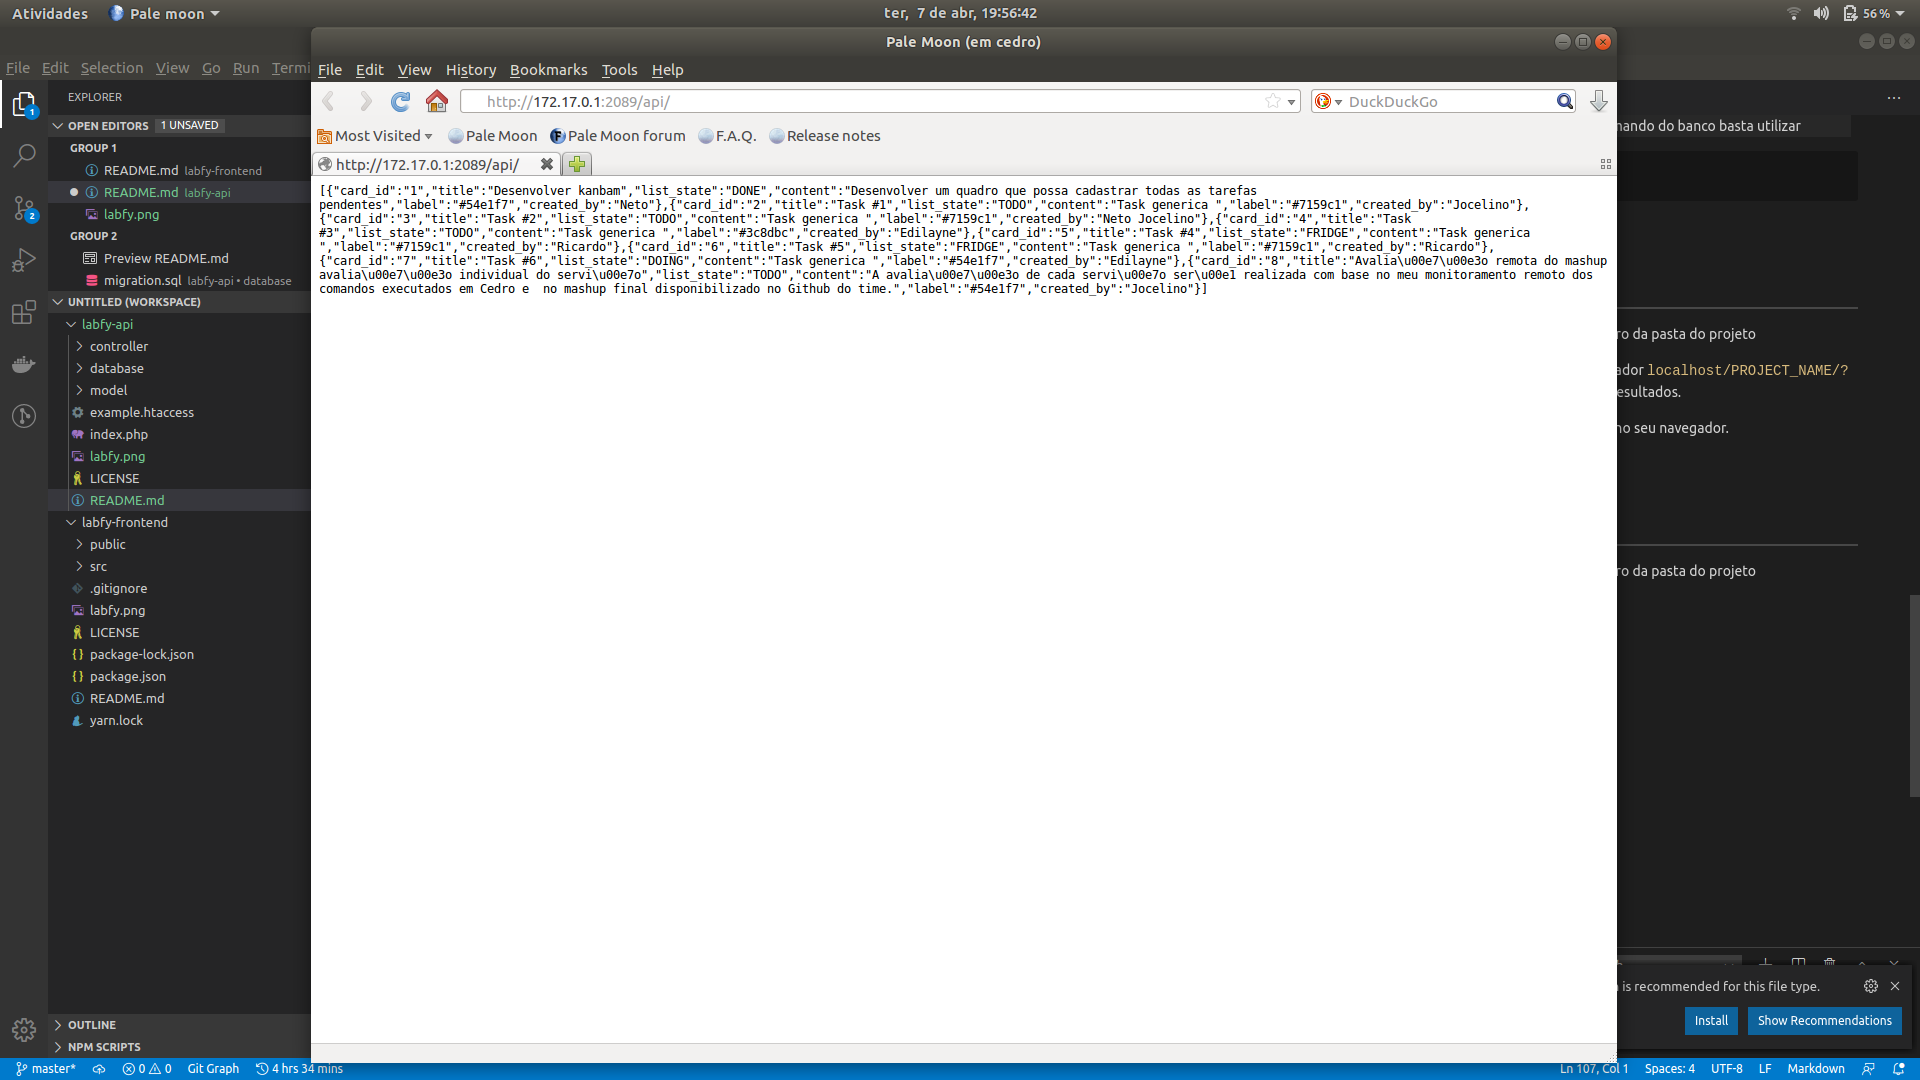 Atividades
Pale moon
ter, 7 de abr, 19:56:42
56 %
Pale Moon (em cedro)
File Edit Selection View Go Run Termi
File Edit View History Bookmarks Tools Help
http://172.17.0.1:2089/api/
DuckDuckGo
Most Visited
Pale Moon
Pale Moon forum
F.A.Q.
Release notes
http://172.17.0.1:2089/api/
[{"card_id":"1","title":"Desenvolver kanbam","list_state":"DONE","content":"Desenvolver um quadro que possa cadastrar todas as tarefas
pendentes","label":"#54e1f7","created_by":"Neto"},{"card_id":"2","title":"Task #1","list_state":"TODO","content":"Task generica ","label":"#7159c1","created_by":"Jocelino"},
{"card_id":"3","title":"Task #2","list_state":"TODO","content":"Task generica ","label":"#7159c1","created_by":"Neto Jocelino"},{"card_id":"4","title":"Task
#3","list_state":"TODO","content":"Task generica ","label":"#3c8dbc","created_by":"Edilayne"},{"card_id":"5","title":"Task #4","list_state":"FRIDGE","content":"Task generica
","label":"#7159c1","created_by":"Ricardo"},{"card_id":"6","title":"Task #5","list_state":"FRIDGE","content":"Task generica ","label":"#7159c1","created_by":"Ricardo"},
{"card_id":"7","title":"Task #6","list_state":"DOING","content":"Task generica ","label":"#54e1f7","created_by":"Edilayne"},{"card_id":"8","title":"Avalia\u00e7\u00e3o remota do mashup
avalia\u00e7\u00e3o individual do servi\u00e7o","list_state":"TODO","content":"A avalia\u00e7\u00e3o de cada servi\u00e7o ser\u00e1 realizada com base no meu monitoramento remoto dos
comandos executados em Cedro e  no mashup final disponibilizado no Github do time.","label":"#54e1f7","created_by":"Jocelino"}]
EXPLORER
OPEN EDITORS 1 UNSAVED
GROUP 1
README.md labfy-frontend
README.md labfy-api
labfy.png
GROUP 2
Preview README.md
migration.sql labfy-api • database
UNTITLED (WORKSPACE)
labfy-api
controller
database
model
example.htaccess
index.php
labfy.png
LICENSE
README.md
labfy-frontend
public
src
.gitignore
labfy.png
LICENSE
package-lock.json
package.json
README.md
yarn.lock
OUTLINE
NPM SCRIPTS
1
2
nando do banco basta utilizar
ro da pasta do projeto
ador localhost/PROJECT_NAME/?
esultados.
no seu navegador.
ro da pasta do projeto
is recommended for this file type.
Install
Show Recommendations
master*
0 0
Git Graph
4 hrs 34 mins
Ln 107, Col 1
Spaces: 4
UTF-8
LF
Markdown